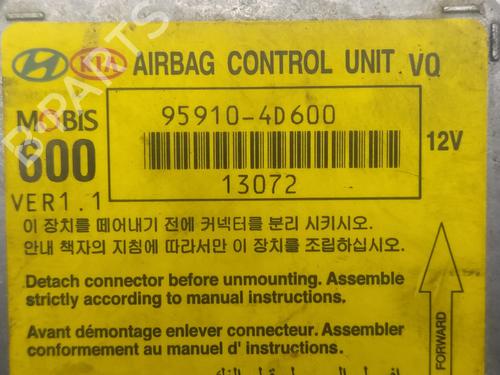 KIA AIRBAG CONTROL UNIT VQ
MOBIS
95910-4D600
12V
600
13072
VER1.1
이 장치를 떼어내기 전에 커넥터를 분리 시키시오.
안내 책자의 지침에 따라서만 이 장치를 조립하십시오.
Detach connector before unmounting. Assemble
strictly according to manual instructions.
Avant démontage enlever connecteur. Assembler
conformement au manuel d' instructions.
FORWARD
B-PARTS